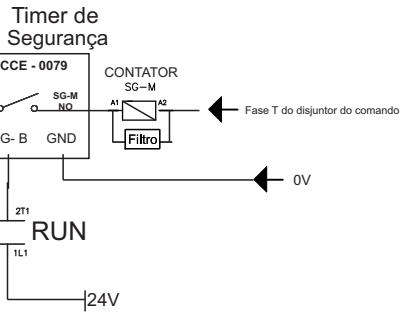 Timer de
Segurança
CCE - 0079
CONTATOR
SG-M
SG-M
NO
A1
A2
Fase T do disjuntor do comando
Filtro
G- B
GND
0V
2T1
RUN
1L1
24V